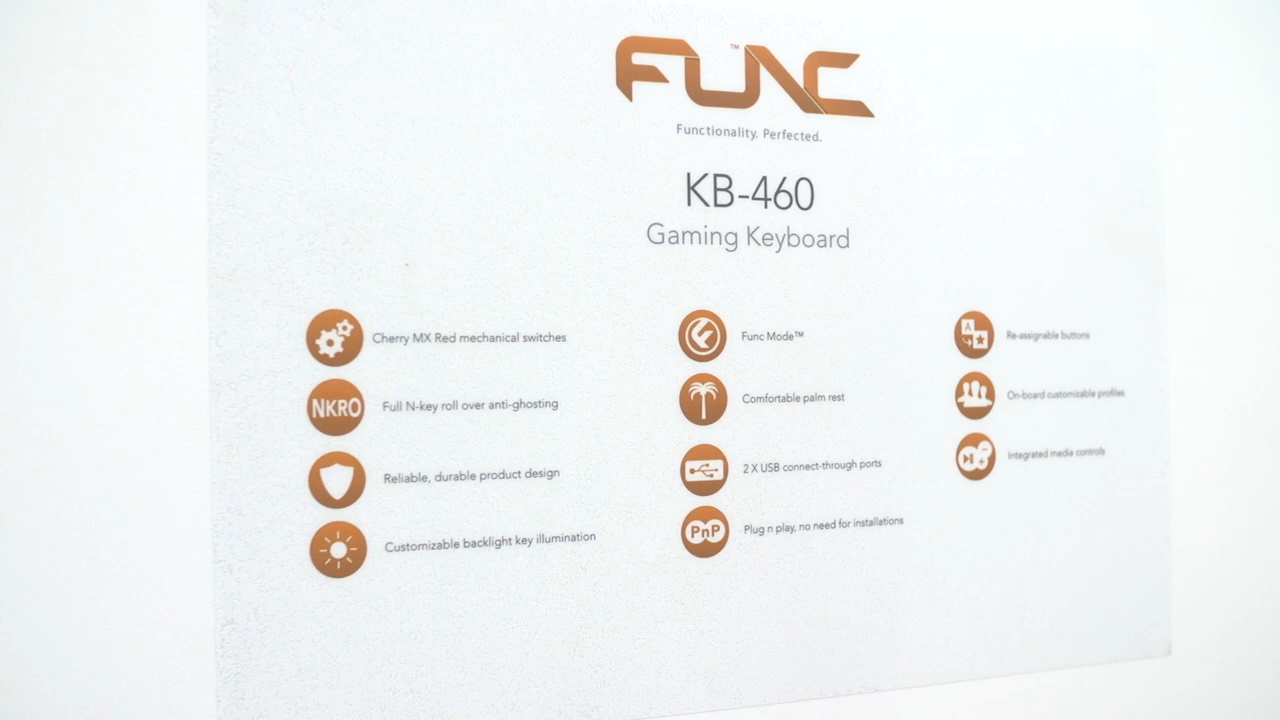 FUNC™
Functionality. Perfected.
KB-460
Gaming Keyboard
Cherry MX Red mechanical switches
NKRO
Full N-key roll over anti-ghosting
Reliable, durable product design
Customizable backlight key illumination
Func Mode™
Comfortable palm rest
2 X USB connect-through ports
PnP
Plug n play, no need for installations
A
Re-assignable buttons
On-board customizable profiles
Integrated media controls